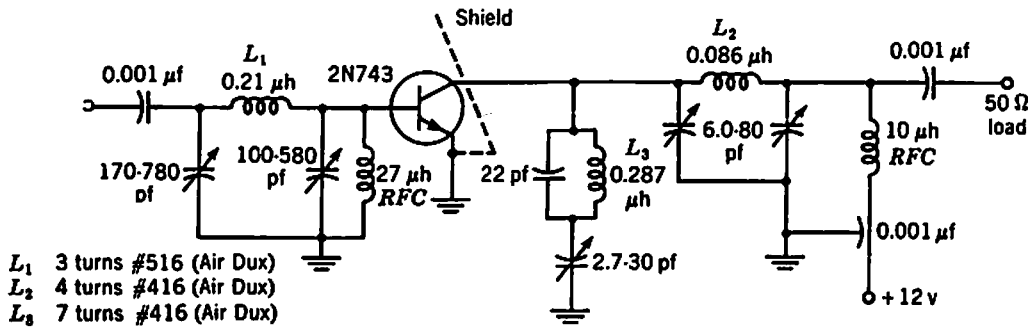 Shield
L₁
0.21 μh
0.001 μf
2N743
L₂
0.086 μh
0.001 μf
50 Ω
load
170-780
pf
100-580
pf
27 μh
RFC
22 pf
L₃
0.287
μh
6.0-80
pf
10 μh
RFC
2.7-30 pf
0.001 μf
+12 v
L₁ 3 turns #516 (Air Dux)
L₂ 4 turns #416 (Air Dux)
L₃ 7 turns #416 (Air Dux)